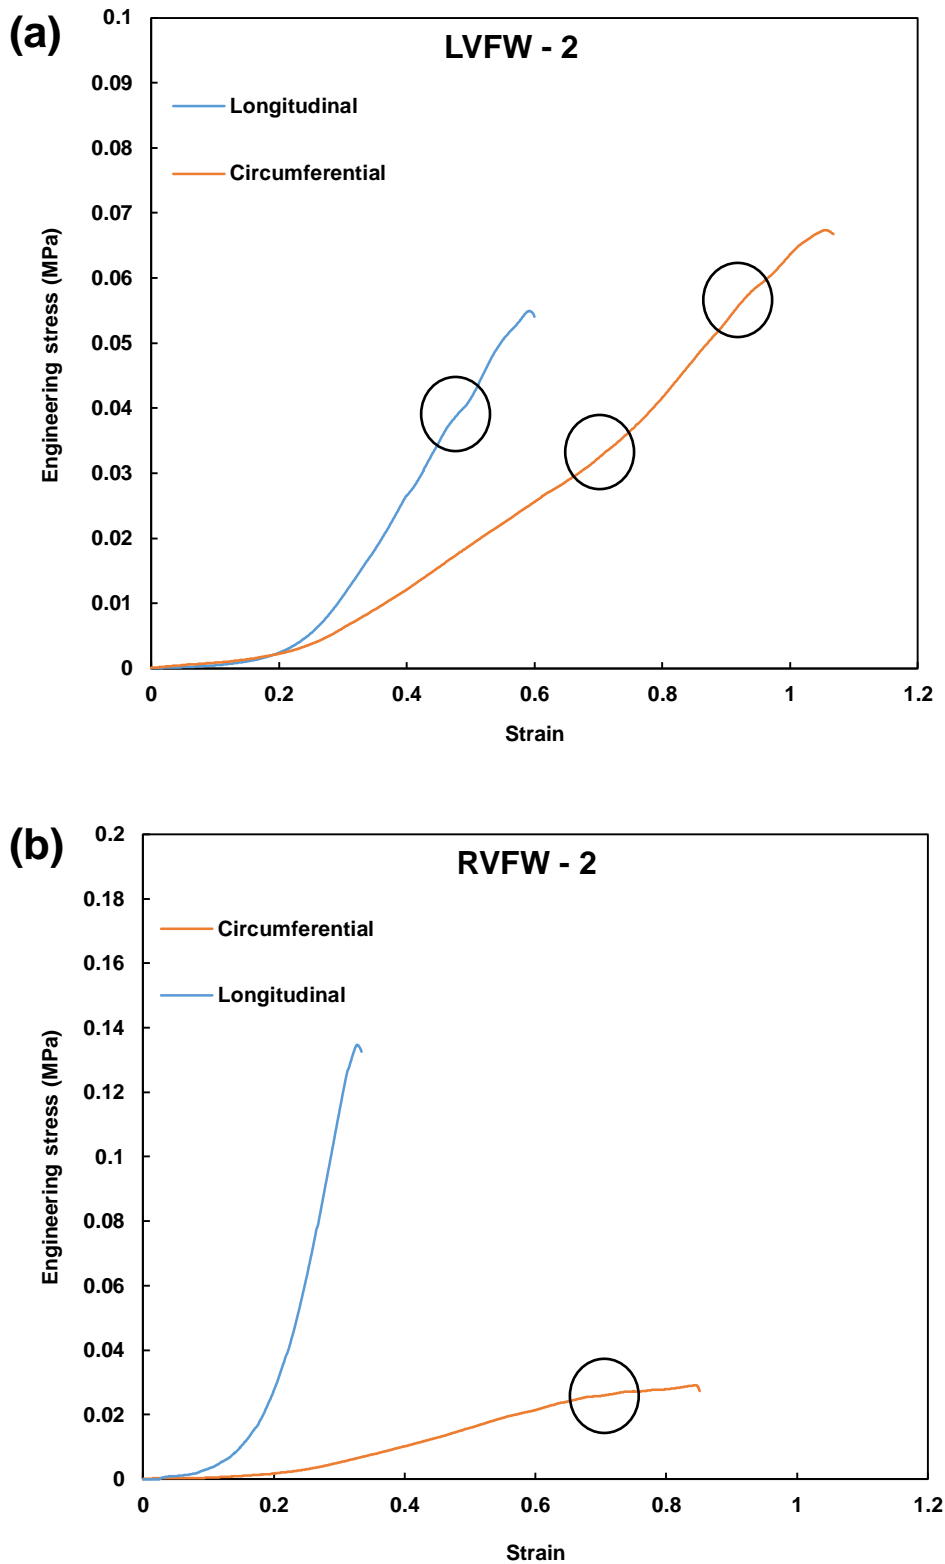 (a)
LVFW - 2
0.1
0.09
0.08
0.07
0.06
0.05
0.04
0.03
0.02
0.01
0
Engineering stress (MPa)
Longitudinal
Circumferential
0 0.2 0.4 0.6 0.8 1 1.2
Strain
(b)
RVFW - 2
0.2
0.18
0.16
0.14
0.12
0.1
0.08
0.06
0.04
0.02
0
Engineering stress (MPa)
Circumferential
Longitudinal
0 0.2 0.4 0.6 0.8 1 1.2
Strain